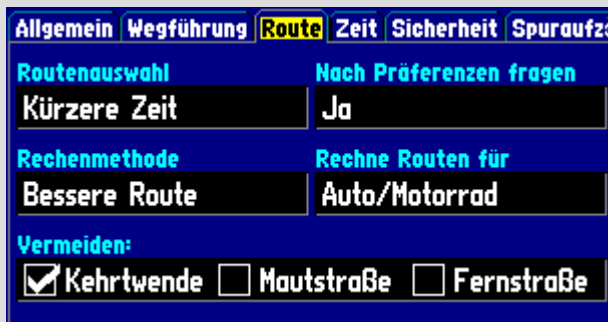 Allgemein Wegführung Route Zeit Sicherheit Spuraufz
Routenauswahl Nach Präferenzen fragen
Kürzere Zeit Ja
Rechenmethode Rechne Routen für
Bessere Route Auto/Motorrad
Vermeiden:
Kehrtwende Mautstraße Fernstraße